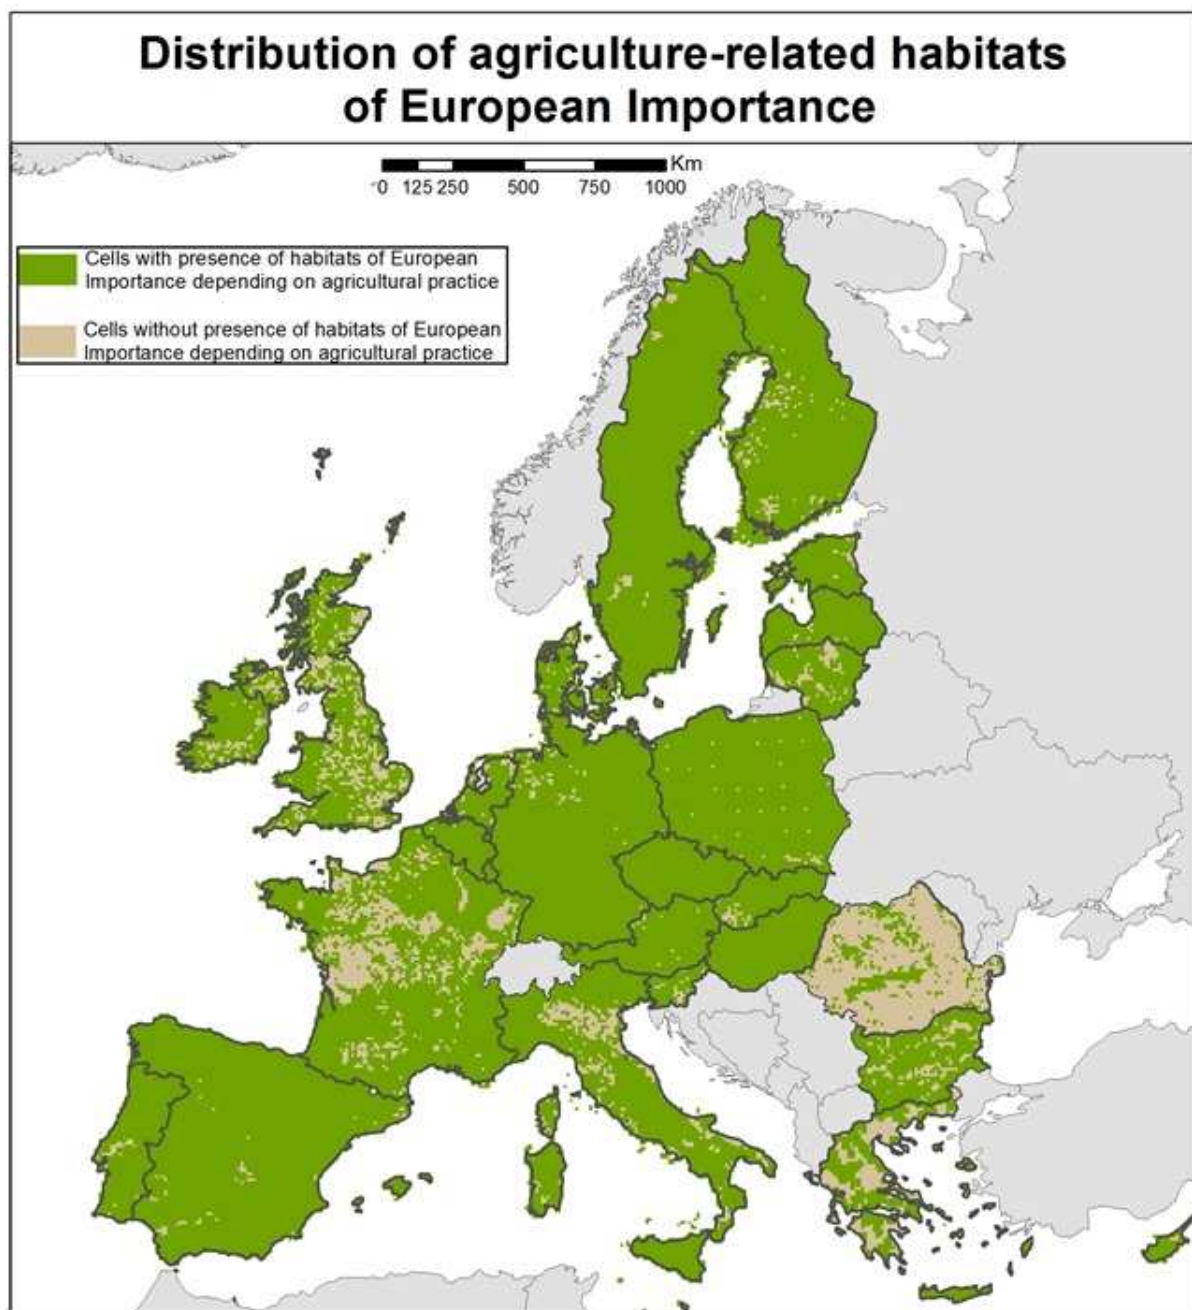 Distribution of agriculture-related habitats
of European Importance
Km
0 125 250 500 750 1000
Cells with presence of habitats of European
Importance depending on agricultural practice
Cells without presence of habitats of European
Importance depending on agricultural practice